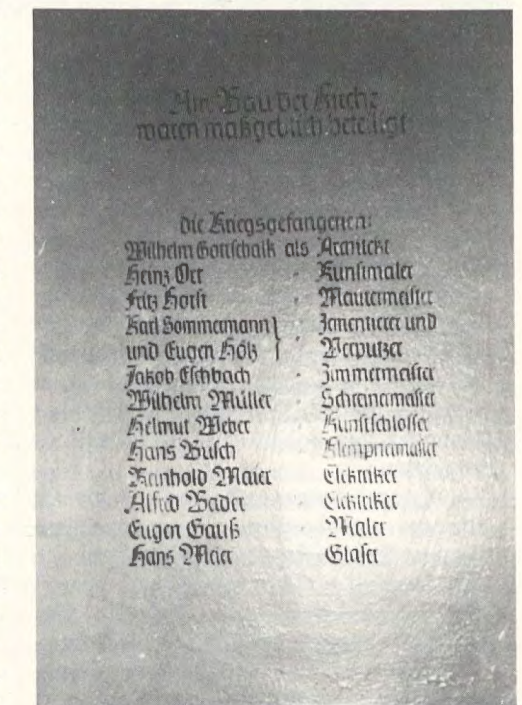 Am Bau der Kirche
waren maßgeblich beteiligt
die Kriegsgefangenen:
Wilhelm Gottschalk als Architekt
Heinz Ort " Kunstmaler
Fritz Horst " Maurermeister
Karl Sommermann } " Zementierer und
und Eugen Hölz } Verputzer
Jakob Eschbach " Zimmermeister
Wilhelm Müller " Schreinermeister
Helmut Weber " Kunstschlosser
Hans Busch " Klempnermeister
Reinhold Maier Elektriker
Alfred Bader Elektriker
Eugen Gauß Maler
Hans Meier Glaser